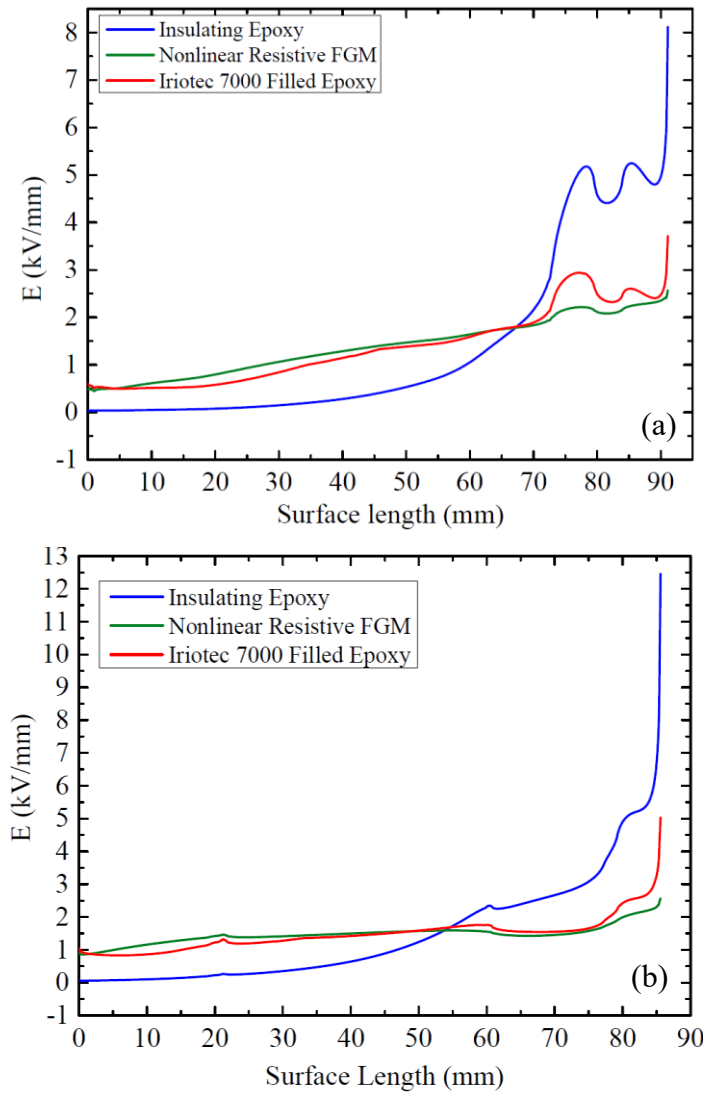 8
7
6
5
4
3
2
1
0
-1
E (kV/mm)
Insulating Epoxy
Nonlinear Resistive FGM
Iriotec 7000 Filled Epoxy
(a)
0 10 20 30 40 50 60 70 80 90
Surface length (mm)
13
12
11
10
9
8
7
6
5
4
3
2
1
0
-1
E (kV/mm)
Insulating Epoxy
Nonlinear Resistive FGM
Iriotec 7000 Filled Epoxy
(b)
0 10 20 30 40 50 60 70 80 90
Surface Length (mm)